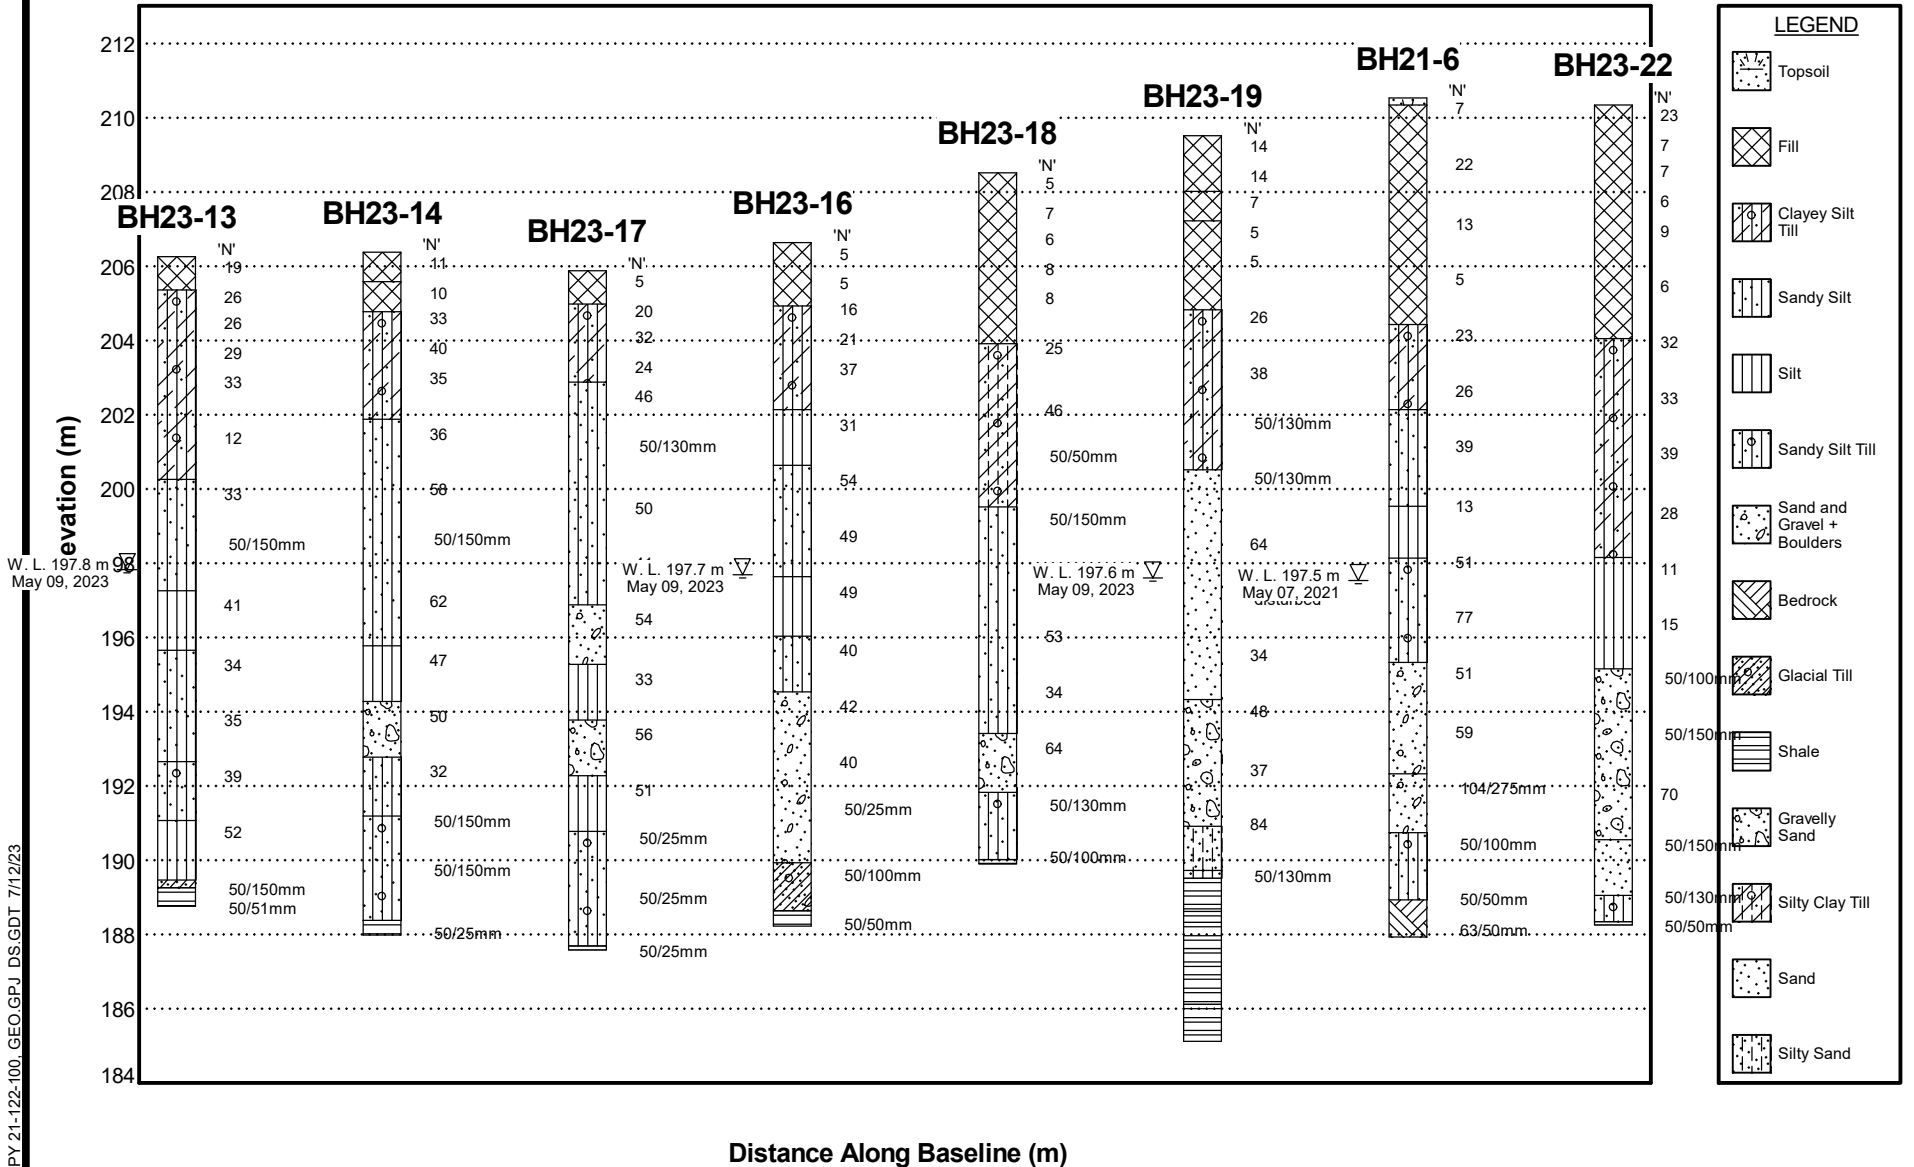 212
210
208
206
204
202
200
98
196
194
192
190
188
186
184
evation (m)
Distance Along Baseline (m)
BH23-13
'N'
19
26
26
29
33
12
33
50/150mm
41
34
35
39
52
50/150mm
50/51mm
W. L. 197.8 m
May 09, 2023
BH23-14
'N'
11
10
33
40
35
36
58
50/150mm
62
47
50
32
50/150mm
50/150mm
50/25mm
BH23-17
'N'
5
20
32
24
46
50/130mm
50
W. L. 197.7 m
May 09, 2023
54
33
56
51
50/25mm
50/25mm
50/25mm
BH23-16
'N'
5
5
16
21
37
31
54
49
49
40
42
40
50/25mm
50/100mm
50/50mm
BH23-18
'N'
5
7
6
8
8
25
46
50/50mm
50/150mm
W. L. 197.6 m
May 09, 2023
53
34
64
50/130mm
50/100mm
BH23-19
'N'
14
14
7
5
5
26
38
50/130mm
50/130mm
64
W. L. 197.5 m
May 07, 2021
disturbed
34
48
37
84
50/130mm
BH21-6
'N'
7
22
13
5
23
26
39
13
51
77
51
59
104/275mm
50/100mm
50/50mm
63/50mm
BH23-22
'N'
23
7
7
6
9
6
32
33
39
28
11
15
50/100mm
50/150mm
70
50/150mm
50/130mm
50/50mm
LEGEND
Topsoil
Fill
Clayey Silt
Till
Sandy Silt
Silt
Sandy Silt Till
Sand and
Gravel +
Boulders
Bedrock
Glacial Till
Shale
Gravelly
Sand
Silty Clay Till
Sand
Silty Sand
PY 21-122-100, GEO.GPJ DS.GDT 7/12/23